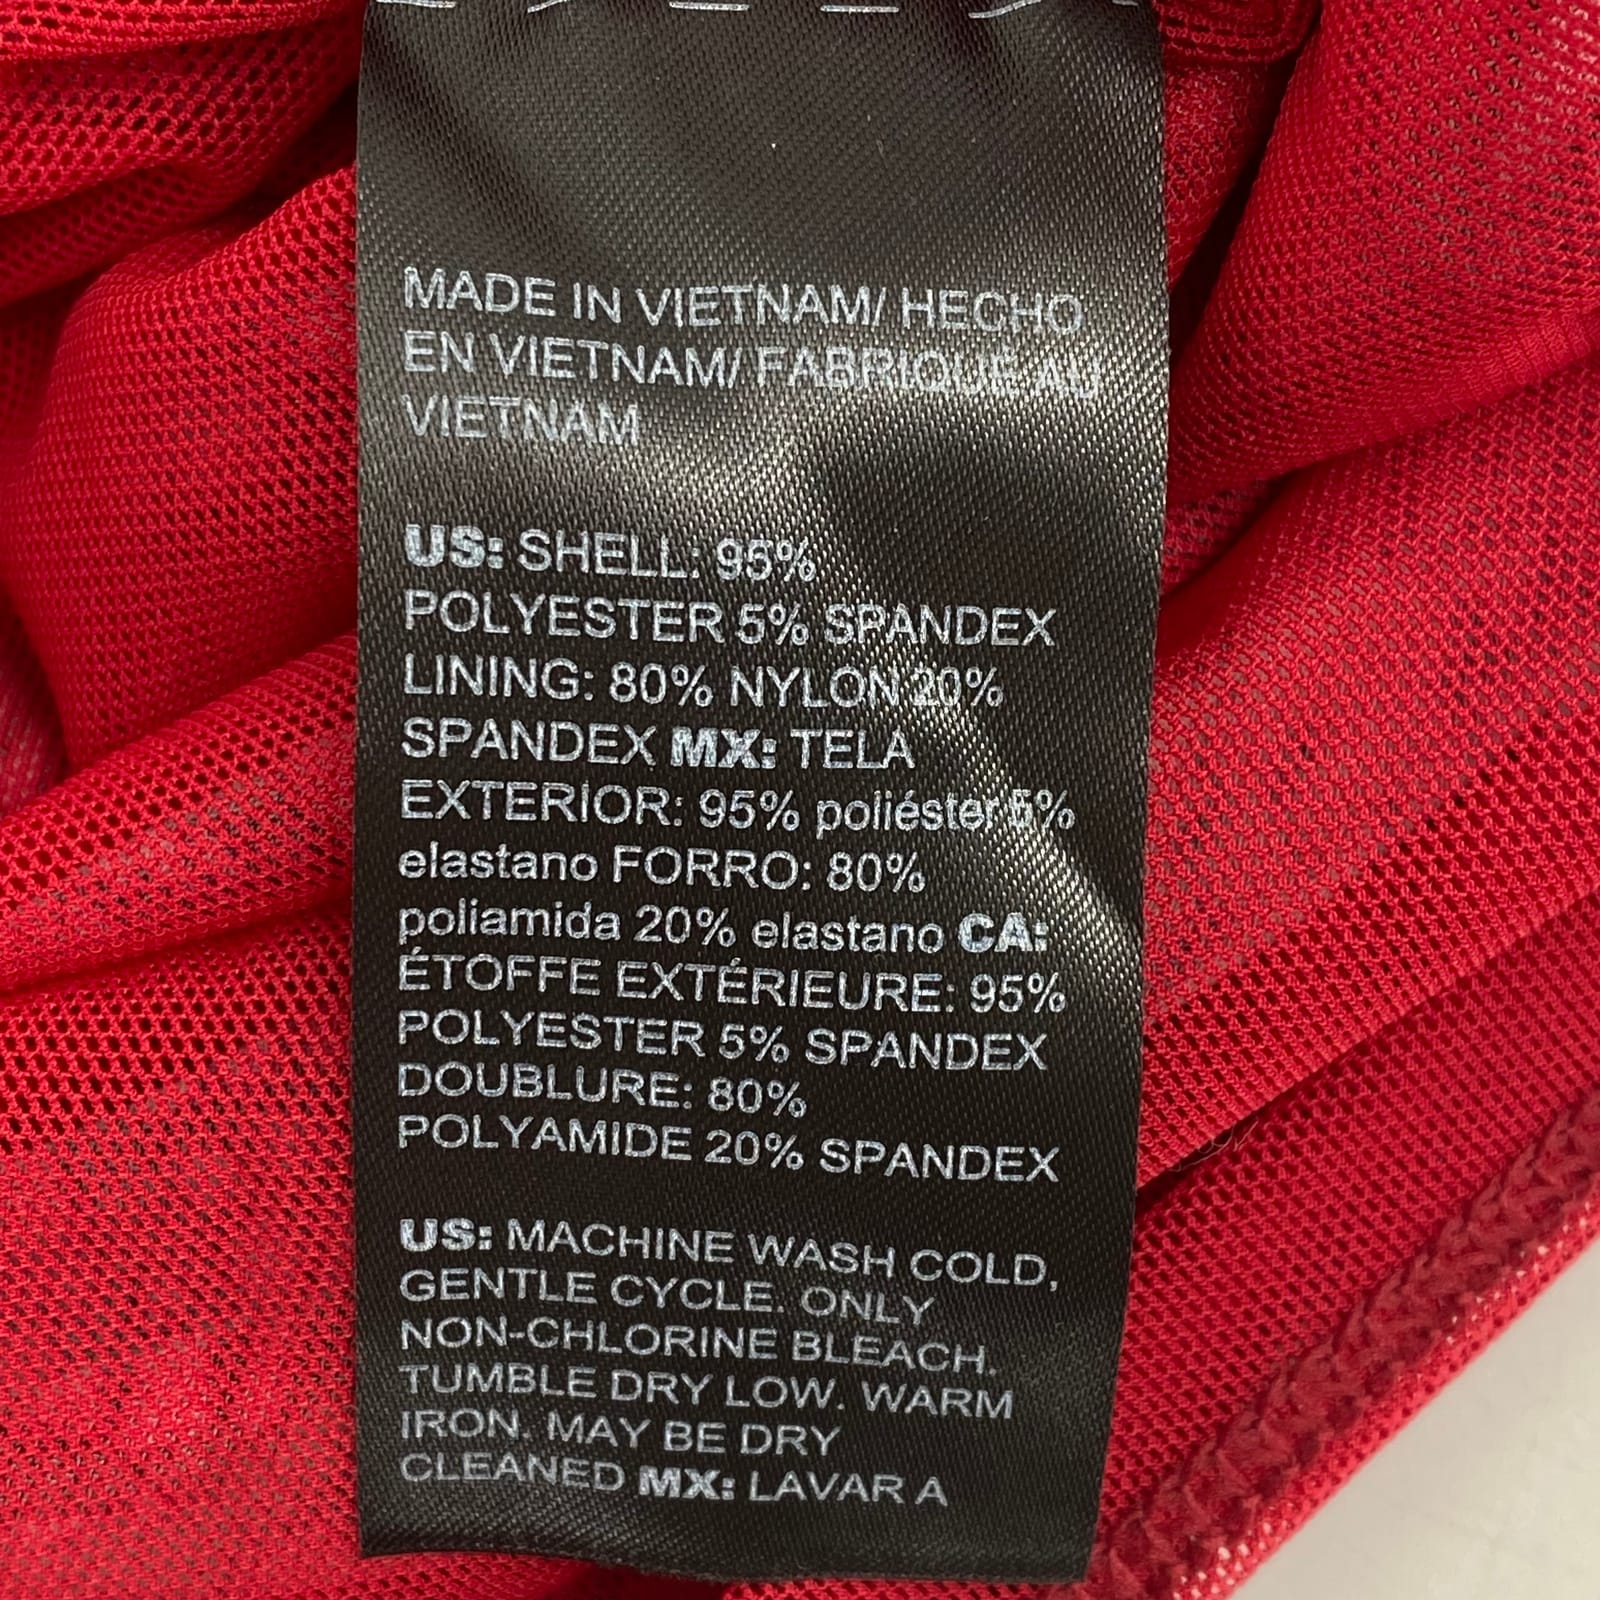 MADE IN VIETNAM/ HECHO
EN VIETNAM/ FABRIQUÉ AU
VIETNAM
US: SHELL: 95%
POLYESTER 5% SPANDEX
LINING: 80% NYLON 20%
SPANDEX MX: TELA
EXTERIOR: 95% poliéster 5%
elastano FORRO: 80%
poliamida 20% elastano CA:
ÉTOFFE EXTÉRIEURE: 95%
POLYESTER 5% SPANDEX
DOUBLURE: 80%
POLYAMIDE 20% SPANDEX
US: MACHINE WASH COLD,
GENTLE CYCLE. ONLY
NON-CHLORINE BLEACH.
TUMBLE DRY LOW. WARM
IRON. MAY BE DRY
CLEANED MX: LAVAR A